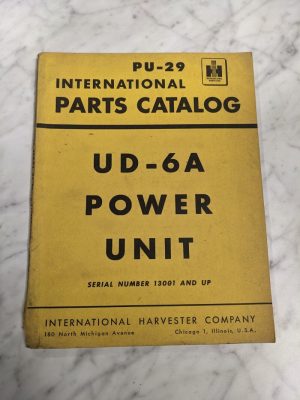 PU-29
INTERNATIONAL
PARTS CATALOG
UD-6A
POWER
UNIT
SERIAL NUMBER 13001 AND UP
INTERNATIONAL HARVESTER COMPANY
180 North Michigan Avenue Chicago 1, Illinois, U.S.A.